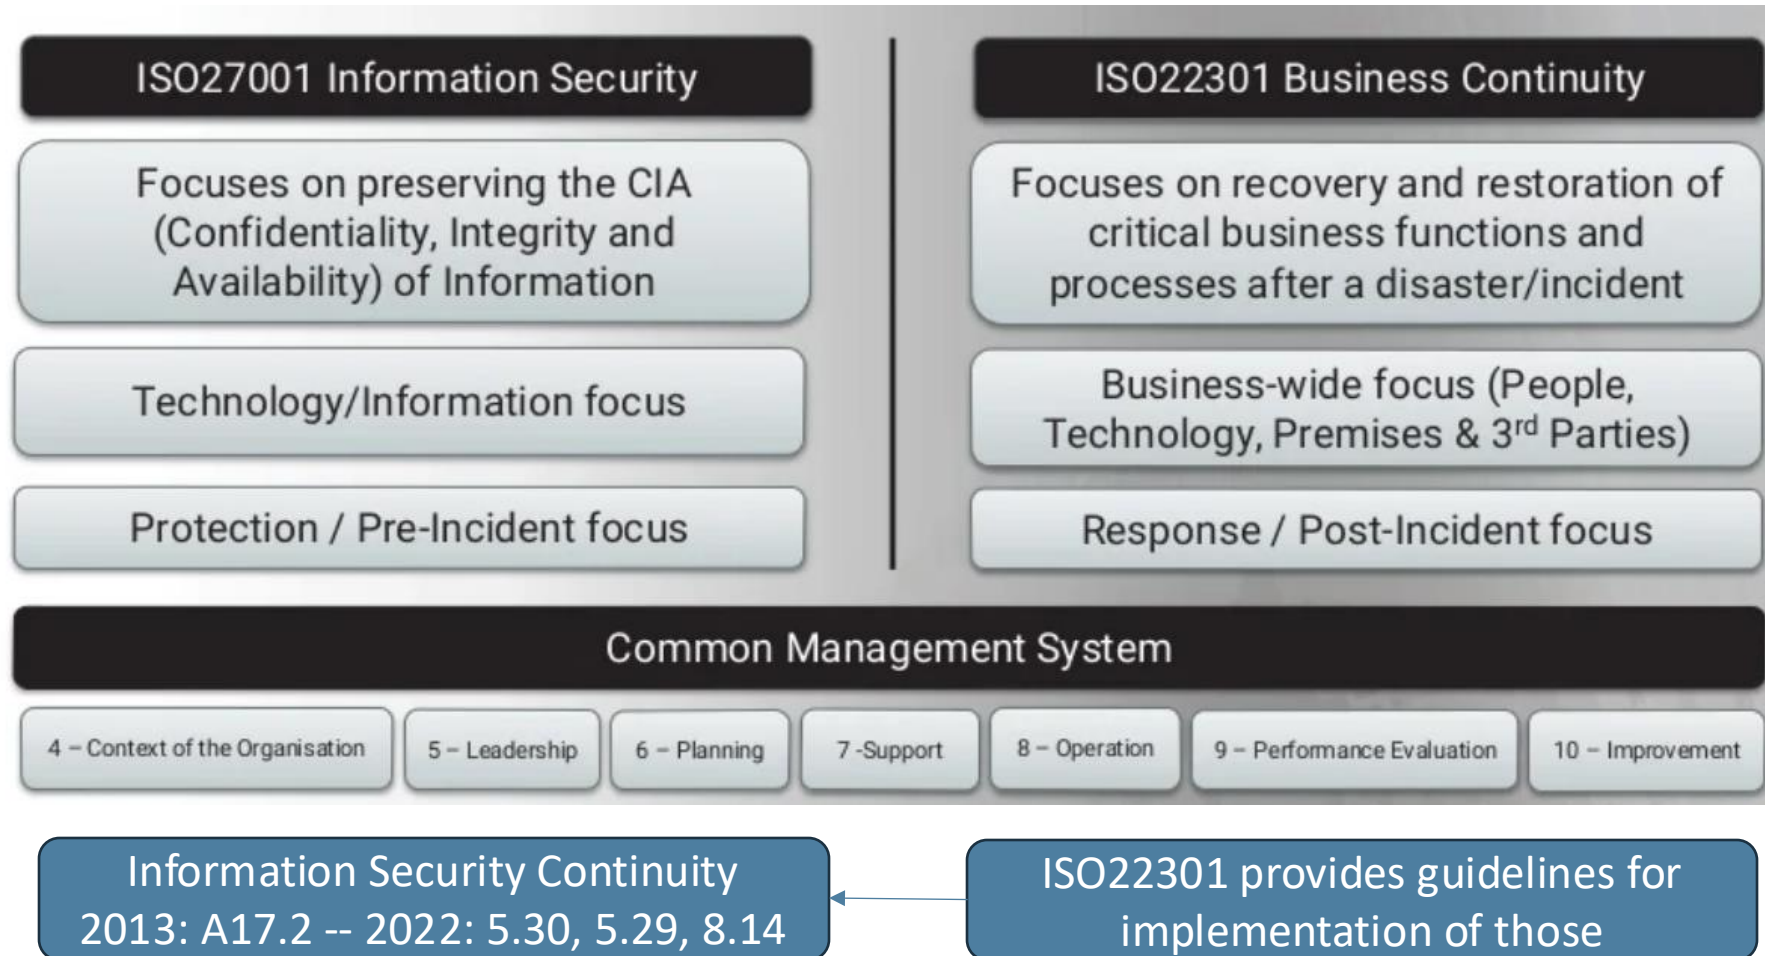 ISO27001 Information Security
Focuses on preserving the CIA
(Confidentiality, Integrity and
Availability) of Information
Technology/Information focus
Protection / Pre-Incident focus
ISO22301 Business Continuity
Focuses on recovery and restoration of
critical business functions and
processes after a disaster/incident
Business-wide focus (People,
Technology, Premises & 3rd Parties)
Response / Post-Incident focus
Common Management System
4 – Context of the Organisation
5 – Leadership
6 – Planning
7 -Support
8 – Operation
9 – Performance Evaluation
10 – Improvement
Information Security Continuity
2013: A17.2 -- 2022: 5.30, 5.29, 8.14
ISO22301 provides guidelines for
implementation of those